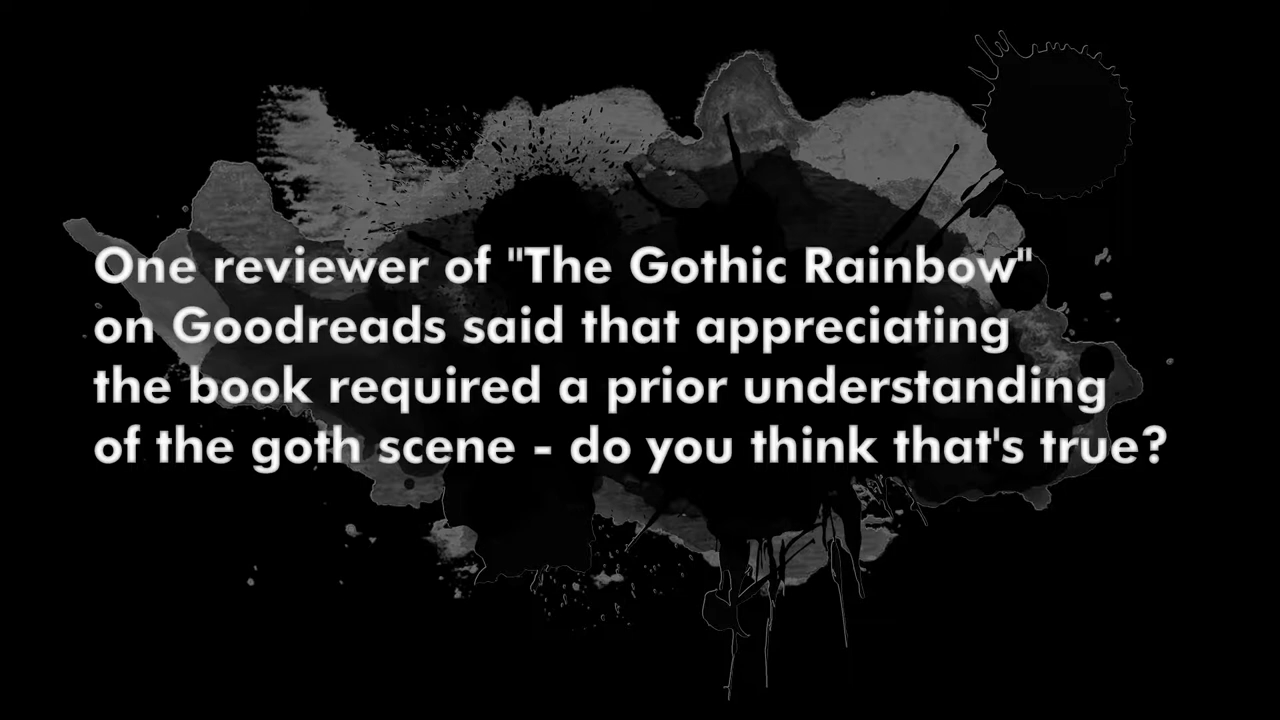 One reviewer of "The Gothic Rainbow"
on Goodreads said that appreciating
the book required a prior understanding
of the goth scene - do you think that's true?